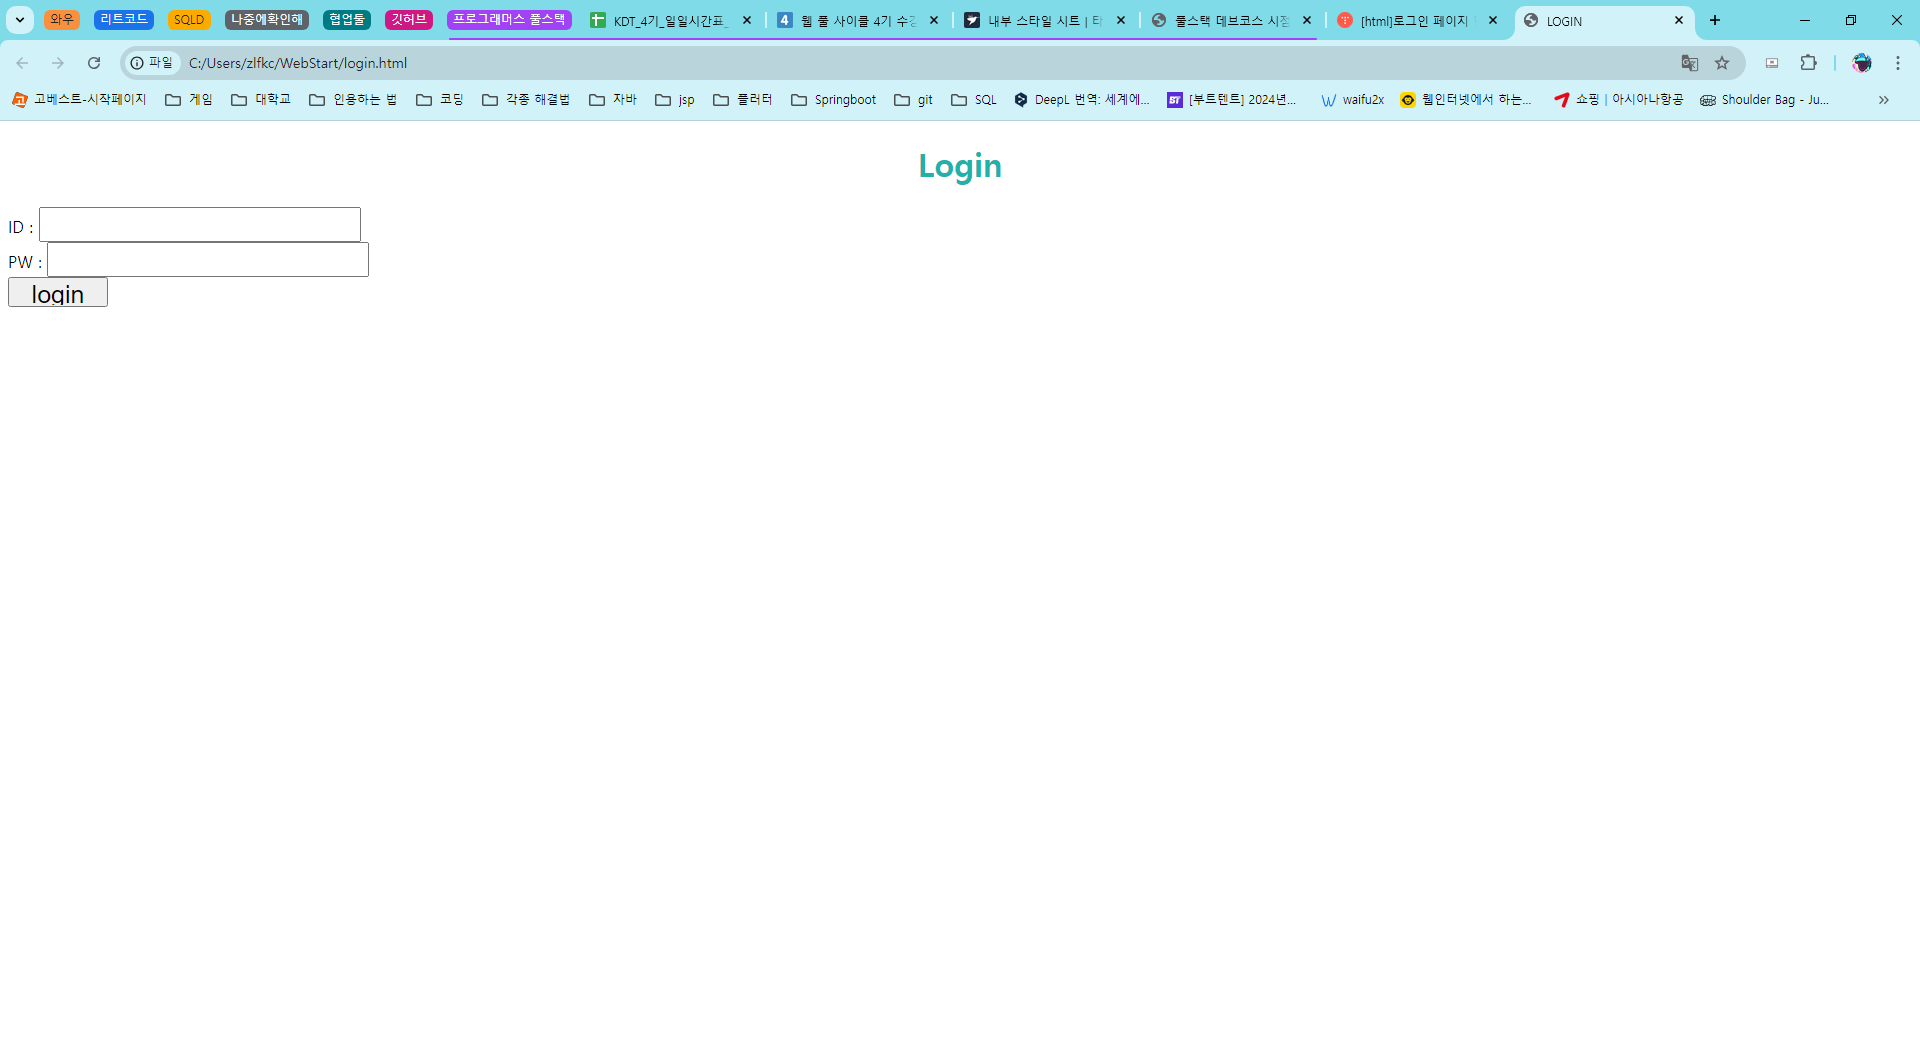 와우 리트코드 SQLD 나중에확인해 협업툴 깃허브 프로그래머스 풀스택 KDT_4기_일일시간표_ 웹 풀 사이클 4기 수강 내부 스타일 시트 | 타 풀스택 데브코스 시점 [html]로그인 페이지 LOGIN
파일 C:/Users/zlfkc/WebStart/login.html
고베스트-시작페이지 게임 대학교 인용하는 법 코딩 각종 해결법 자바 jsp 플러터 Springboot git SQL DeepL 번역: 세계에... BT [부트텐트] 2024년... waifu2x 웹인터넷에서 하는... 쇼핑 | 아시아나항공 Shoulder Bag - Ju...
Login
ID :
PW :
login